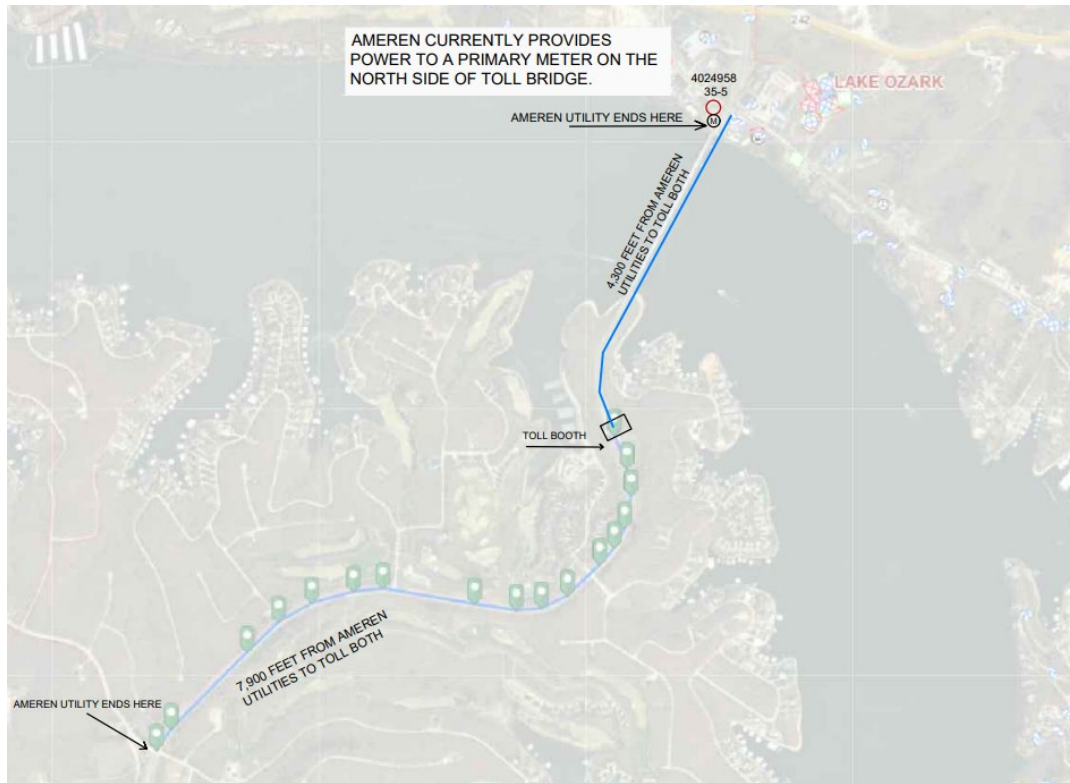 AMEREN CURRENTLY PROVIDES
POWER TO A PRIMARY METER ON THE
NORTH SIDE OF TOLL BRIDGE.
242
4024958
35-5
LAKE OZARK
AMEREN UTILITY ENDS HERE
M
4,300 FEET FROM AMEREN
UTILITIES TO TOLL BOTH
TOLL BOOTH
7,900 FEET FROM AMEREN
UTILITIES TO TOLL BOTH
AMEREN UTILITY ENDS HERE